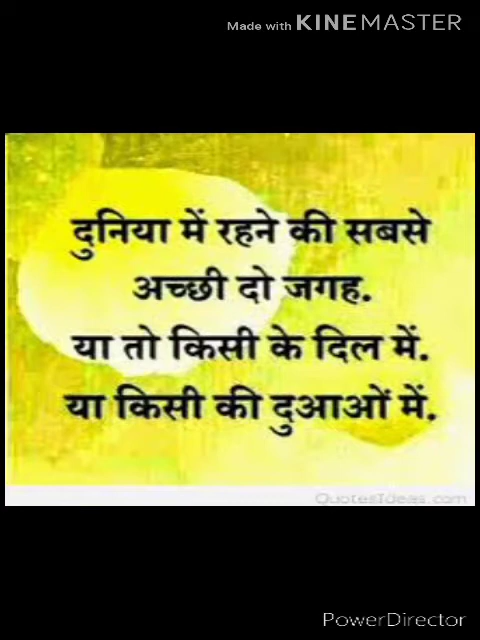 Made with KINEMASTER
दुनिया में रहने की सबसे
अच्छी दो जगह.
या तो किसी के दिल में.
या किसी की दुआओं में.
QuotesIdeas.com
PowerDirector